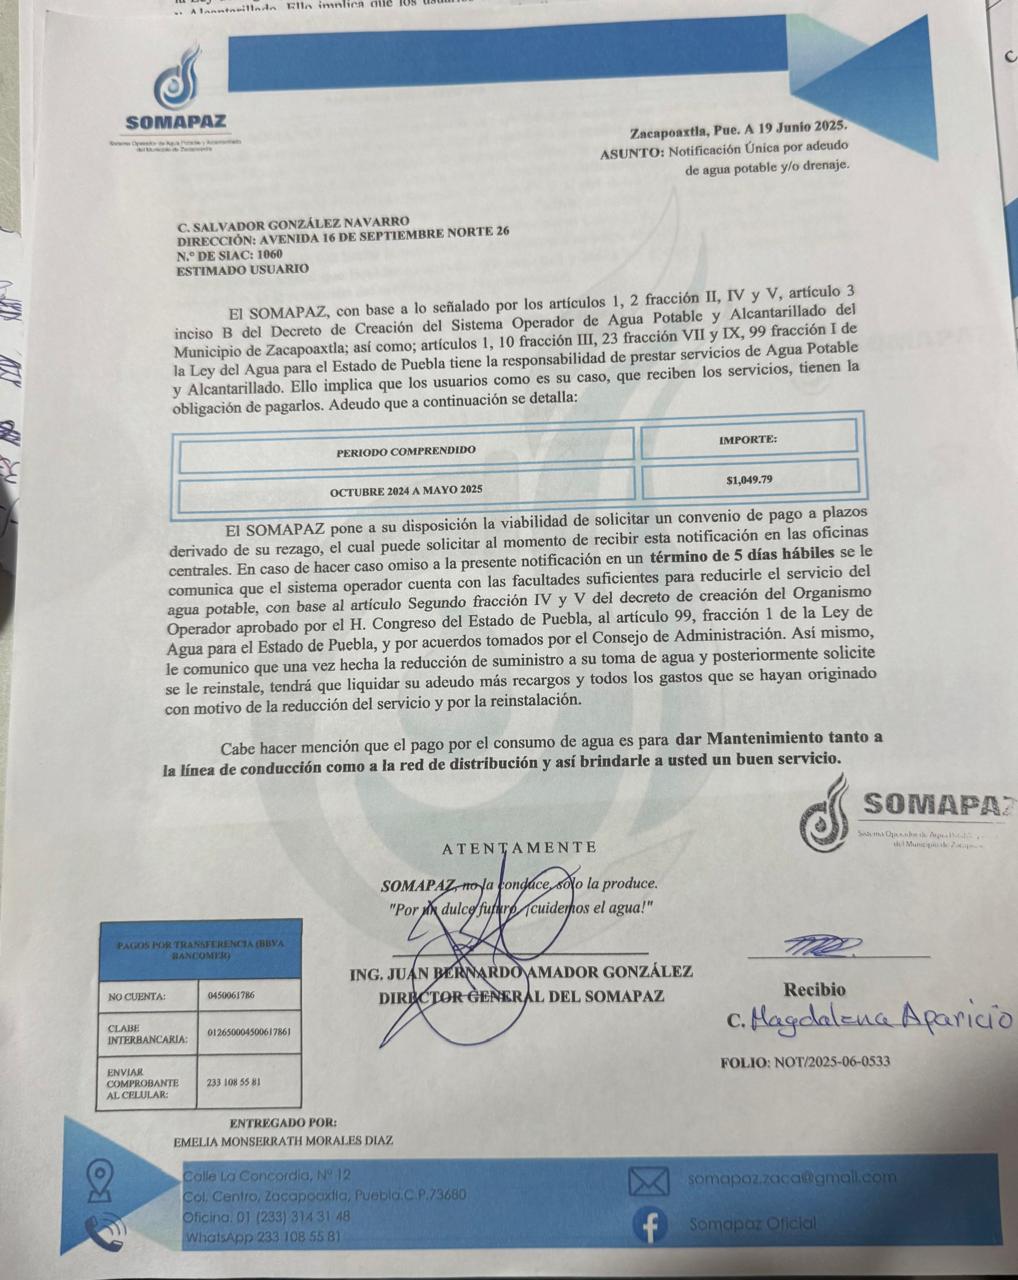 Alcantarillado. Ello implica que los
SOMAPAZ
Sistema Operador de Agua Potable y Alcantarillado
del Municipio de Zacapoaxtla
Zacapoaxtla, Pue. A 19 Junio 2025.
ASUNTO: Notificación Única por adeudo
de agua potable y/o drenaje.
C. SALVADOR GONZÁLEZ NAVARRO
DIRECCIÓN: AVENIDA 16 DE SEPTIEMBRE NORTE 26
N.° DE SIAC: 1060
ESTIMADO USUARIO
El SOMAPAZ, con base a lo señalado por los artículos 1, 2 fracción II, IV y V, artículo 3
inciso B del Decreto de Creación del Sistema Operador de Agua Potable y Alcantarillado del
Municipio de Zacapoaxtla; así como; artículos 1, 10 fracción III, 23 fracción VII y IX, 99 fracción I de
la Ley del Agua para el Estado de Puebla tiene la responsabilidad de prestar servicios de Agua Potable
y Alcantarillado. Ello implica que los usuarios como es su caso, que reciben los servicios, tienen la
obligación de pagarlos. Adeudo que a continuación se detalla:
PERIODO COMPRENDIDO IMPORTE:
OCTUBRE 2024 A MAYO 2025 $1,049.79
El SOMAPAZ pone a su disposición la viabilidad de solicitar un convenio de pago a plazos
derivado de su rezago, el cual puede solicitar al momento de recibir esta notificación en las oficinas
centrales. En caso de hacer caso omiso a la presente notificación en un término de 5 días hábiles se le
comunica que el sistema operador cuenta con las facultades suficientes para reducirle el servicio del
agua potable, con base al artículo Segundo fracción IV y V del decreto de creación del Organismo
Operador aprobado por el H. Congreso del Estado de Puebla, al artículo 99, fracción 1 de la Ley de
Agua para el Estado de Puebla, y por acuerdos tomados por el Consejo de Administración. Así mismo,
le comunico que una vez hecha la reducción de suministro a su toma de agua y posteriormente solicite
se le reinstale, tendrá que liquidar su adeudo más recargos y todos los gastos que se hayan originado
con motivo de la reducción del servicio y por la reinstalación.
Cabe hacer mención que el pago por el consumo de agua es para dar Mantenimiento tanto a
la línea de conducción como a la red de distribución y así brindarle a usted un buen servicio.
SOMAPAZ
Sistema Operador de Agua
del Municipio de
ATENTAMENTE
SOMAPAZ, no la conduce, sólo la produce.
"Por un dulce futuro, ¡cuidemos el agua!"
ING. JUAN BERNARDO AMADOR GONZÁLEZ
DIRECTOR GENERAL DEL SOMAPAZ
Recibio
C. Magdalena Aparicio
FOLIO: NOT/2025-06-0533
PAGOS POR TRANSFERENCIA (BBVA
BANCOMER)
NO CUENTA: 0450061786
CLABE
INTERBANCARIA: 012650004500617861
ENVIAR
COMPROBANTE
AL CELULAR: 233 108 55 81
ENTREGADO POR:
EMELIA MONSERRATH MORALES DIAZ
Calle La Concordia, N° 12
Col. Centro, Zacapoaxtla, Puebla.C.P.73680
Oficina. 01 (233) 314 31 48
WhatsApp 233 108 55 81
somapaz.zaca@gmail.com
Somapaz Oficial